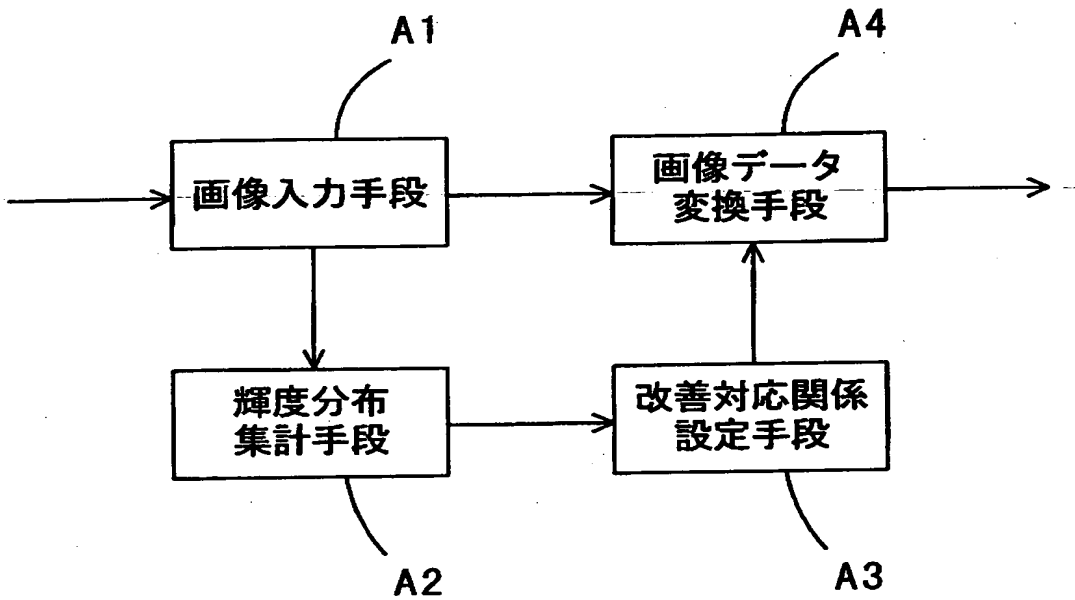 A1
A4
画像入力手段
画像データ
変換手段
輝度分布
集計手段
改善対応関係
設定手段
A2
A3